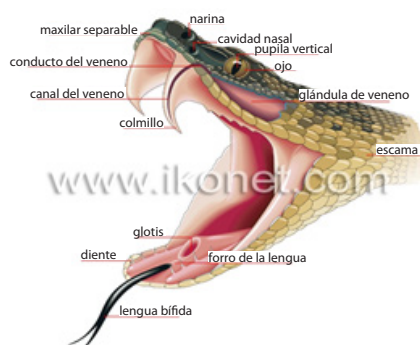 narina
maxilar separable
cavidad nasal
pupila vertical
conducto del veneno
ojo
canal del veneno
glándula de veneno
colmillo
escama
www.ikonet.com
glotis
diente
forro de la lengua
lengua bífida